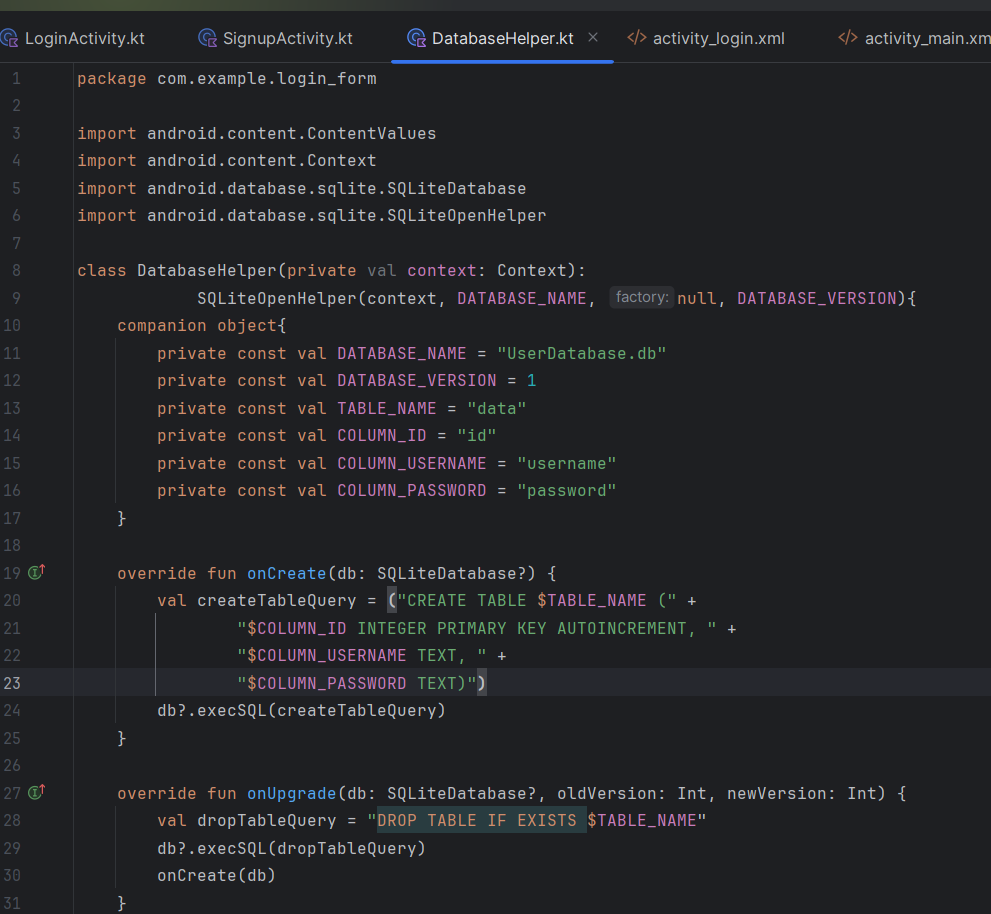 LoginActivity.kt SignupActivity.kt DatabaseHelper.kt × </> activity_login.xml </> activity_main.xm
1 package com.example.login_form
2
3 import android.content.ContentValues
4 import android.content.Context
5 import android.database.sqlite.SQLiteDatabase
6 import android.database.sqlite.SQLiteOpenHelper
7
8 class DatabaseHelper(private val context: Context):
9 SQLiteOpenHelper(context, DATABASE_NAME, factory: null, DATABASE_VERSION){
10 companion object{
11 private const val DATABASE_NAME = "UserDatabase.db"
12 private const val DATABASE_VERSION = 1
13 private const val TABLE_NAME = "data"
14 private const val COLUMN_ID = "id"
15 private const val COLUMN_USERNAME = "username"
16 private const val COLUMN_PASSWORD = "password"
17 }
18
19 override fun onCreate(db: SQLiteDatabase?) {
20 val createTableQuery = ("CREATE TABLE $TABLE_NAME (" +
21 "$COLUMN_ID INTEGER PRIMARY KEY AUTOINCREMENT, " +
22 "$COLUMN_USERNAME TEXT, " +
23 "$COLUMN_PASSWORD TEXT)")
24 db?.execSQL(createTableQuery)
25 }
26
27 override fun onUpgrade(db: SQLiteDatabase?, oldVersion: Int, newVersion: Int) {
28 val dropTableQuery = "DROP TABLE IF EXISTS $TABLE_NAME"
29 db?.execSQL(dropTableQuery)
30 onCreate(db)
31 }